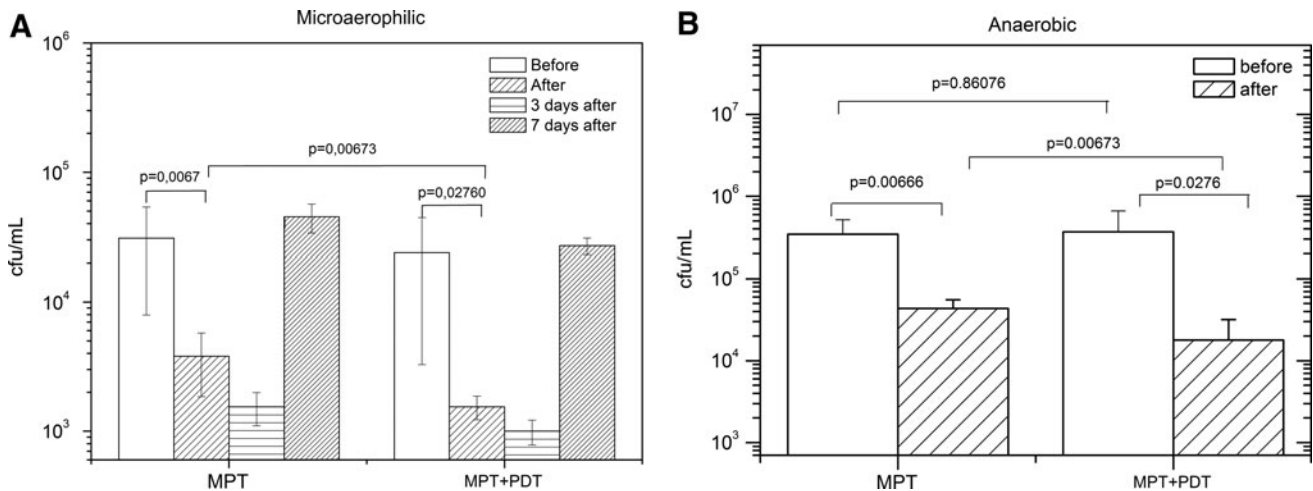 A
Microaerophilic
10^6
10^5
10^4
10^3
cfu/mL
Before
After
3 days after
7 days after
p=0,00673
p=0,0067
p=0,02760
MPT
MPT+PDT
B
Anaerobic
10^7
10^6
10^5
10^4
10^3
cfu/mL
before
after
p=0.86076
p=0.00673
p=0.00666
p=0.0276
MPT
MPT+PDT